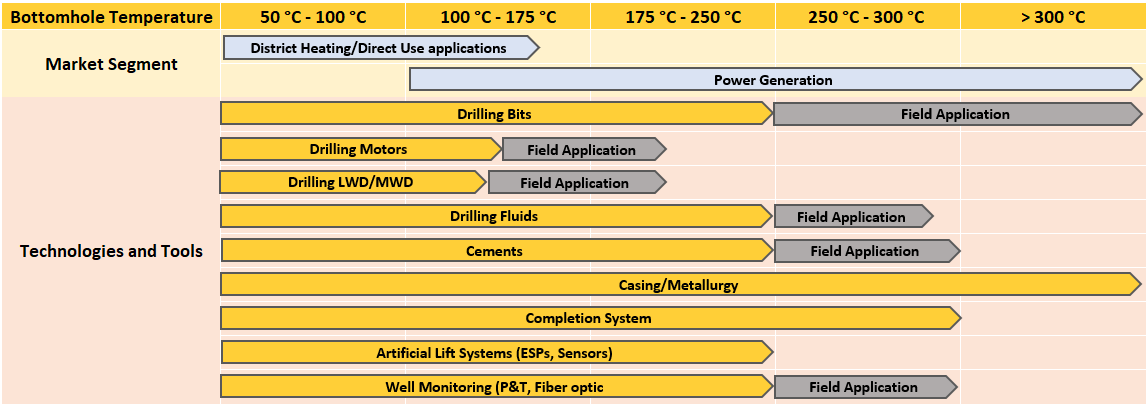 Bottomhole Temperature 50 °C - 100 °C 100 °C - 175 °C 175 °C - 250 °C 250 °C - 300 °C > 300 °C
Market Segment
District Heating/Direct Use applications
Power Generation
Technologies and Tools
Drilling Bits Field Application
Drilling Motors Field Application
Drilling LWD/MWD Field Application
Drilling Fluids Field Application
Cements Field Application
Casing/Metallurgy
Completion System
Artificial Lift Systems (ESPs, Sensors)
Well Monitoring (P&T, Fiber optic Field Application